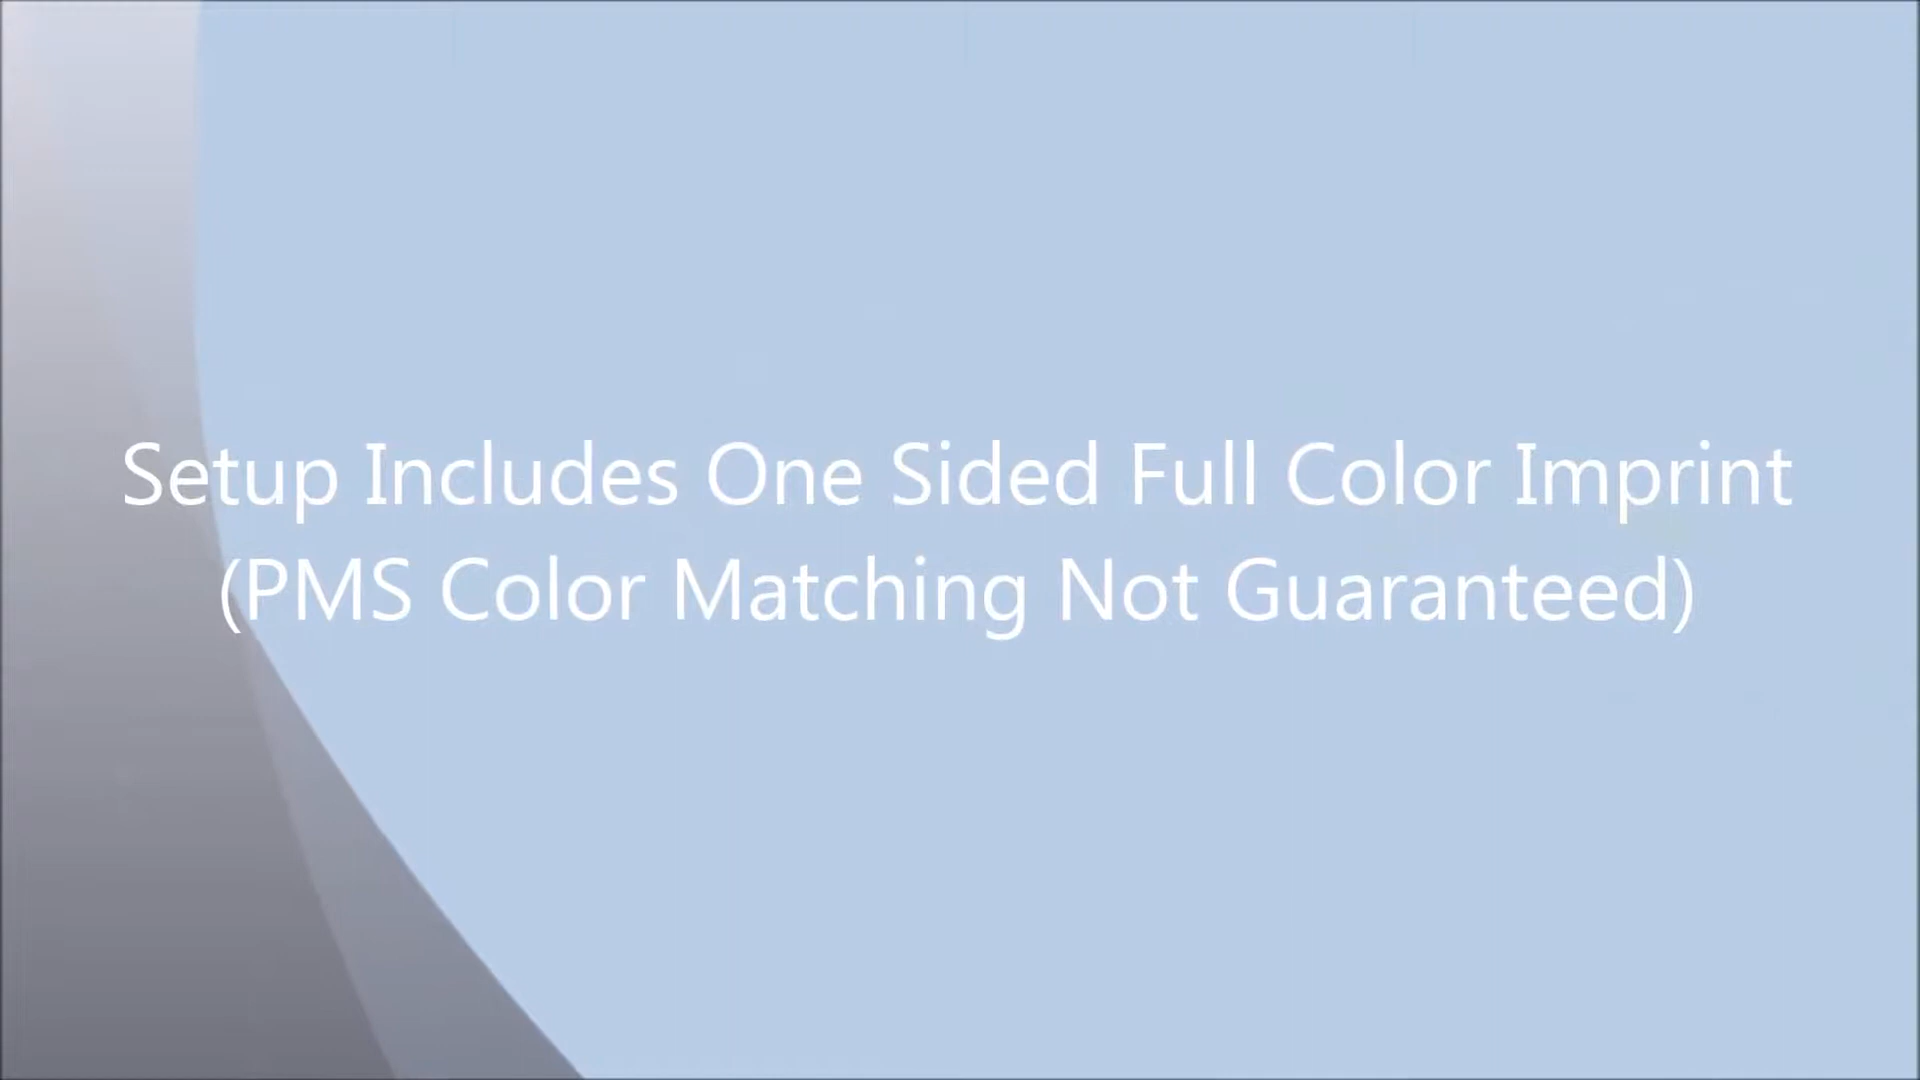 Setup Includes One Sided Full Color Imprint
(PMS Color Matching Not Guaranteed)